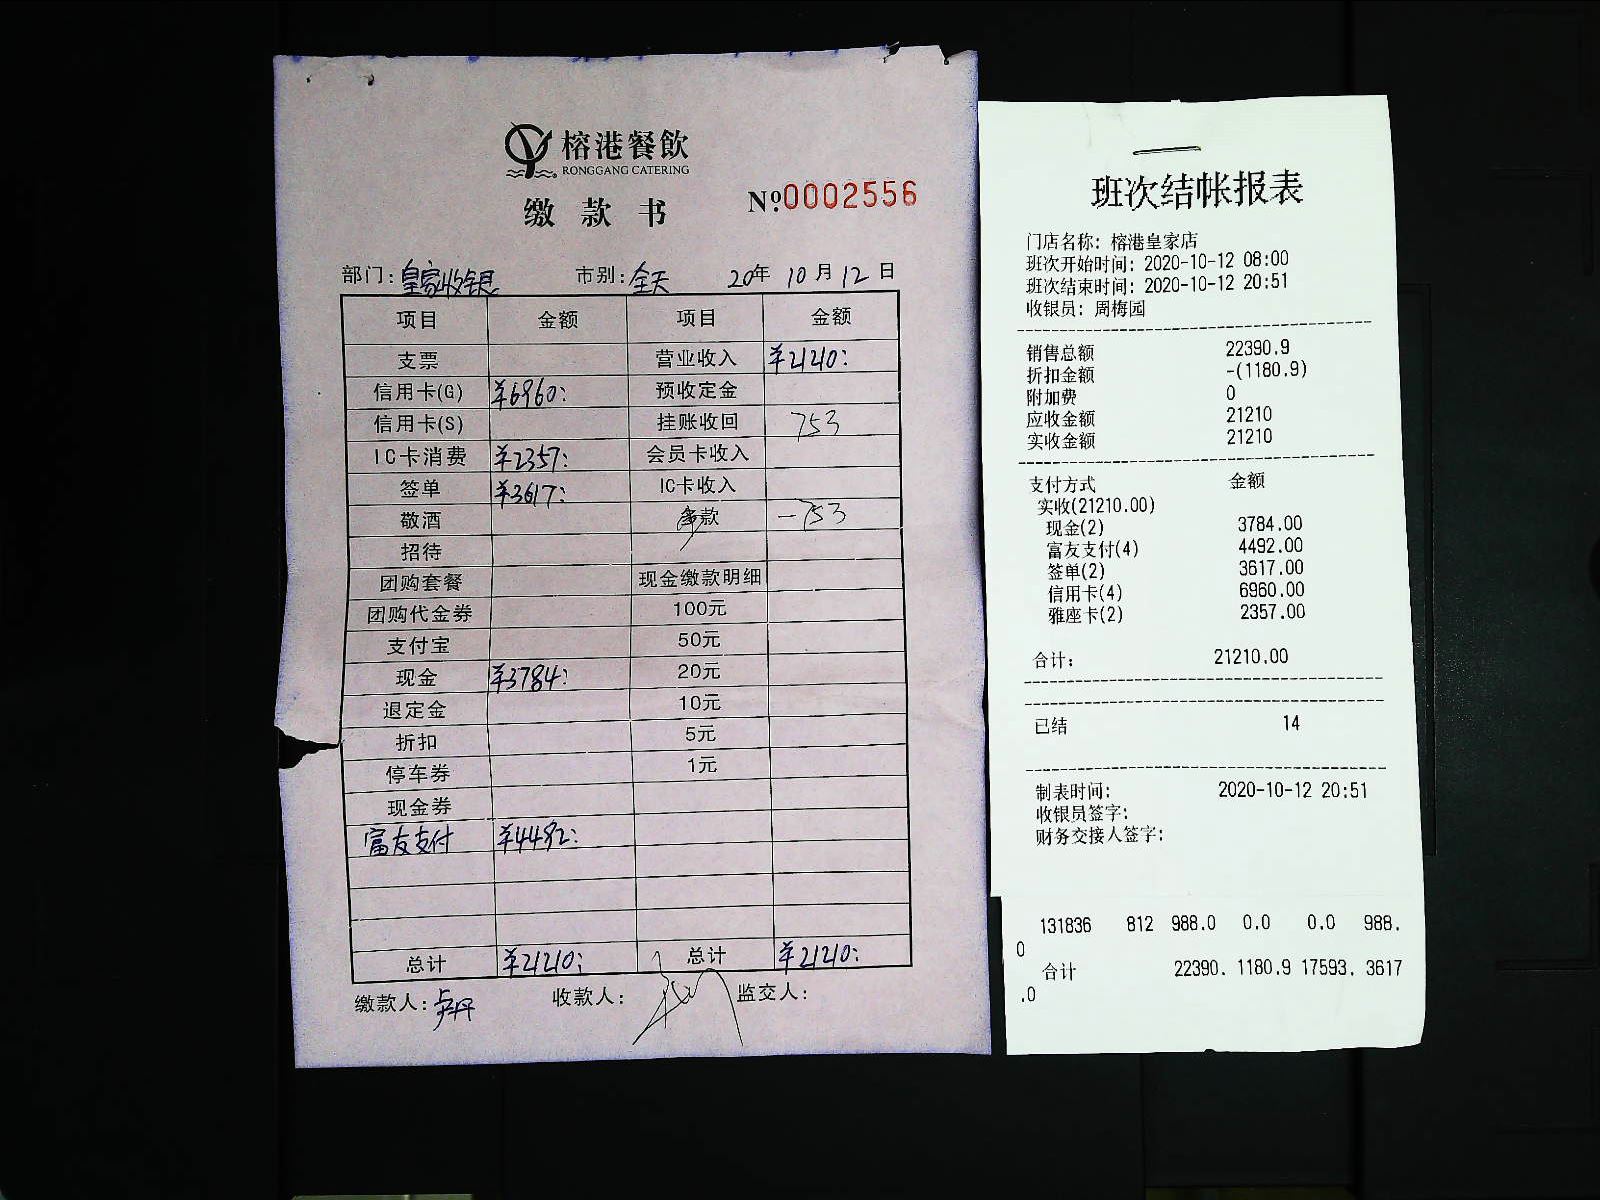 榕港餐飲
RONGGANG CATERING
缴款书
Nº0002556
部门:皇家收银 市别:全天 20年10月12日
项目 金额 项目 金额
支票 营业收入 ¥21210:
信用卡(G) ¥6960: 预收定金
信用卡(S) 挂账收回 753
IC卡消费 ¥2357: 会员卡收入
签单 ¥3617: IC卡收入
敬酒 款 -753
招待
团购套餐 现金缴款明细
团购代金券 100元
支付宝 50元
现金 ¥3784: 20元
退定金 10元
折扣 5元
停车券 1元
现金券
富友支付 ¥4492:
总计 ¥21210: 总计 ¥21210:
缴款人:卢丹 收款人: 监交人:
班次结帐报表
门店名称: 榕港皇家店
班次开始时间: 2020-10-12 08:00
班次结束时间: 2020-10-12 20:51
收银员: 周梅园
销售总额 22390.9
折扣金额 -(1180.9)
附加费 0
应收金额 21210
实收金额 21210
支付方式 金额
实收(21210.00)
现金(2) 3784.00
富友支付(4) 4492.00
签单(2) 3617.00
信用卡(4) 6960.00
雅座卡(2) 2357.00
合计: 21210.00
已结 14
制表时间: 2020-10-12 20:51
收银员签字:
财务交接人签字:
131836 812 988.0 0.0 0.0 988.
0
合计 22390. 1180.9 17593. 3617
.0